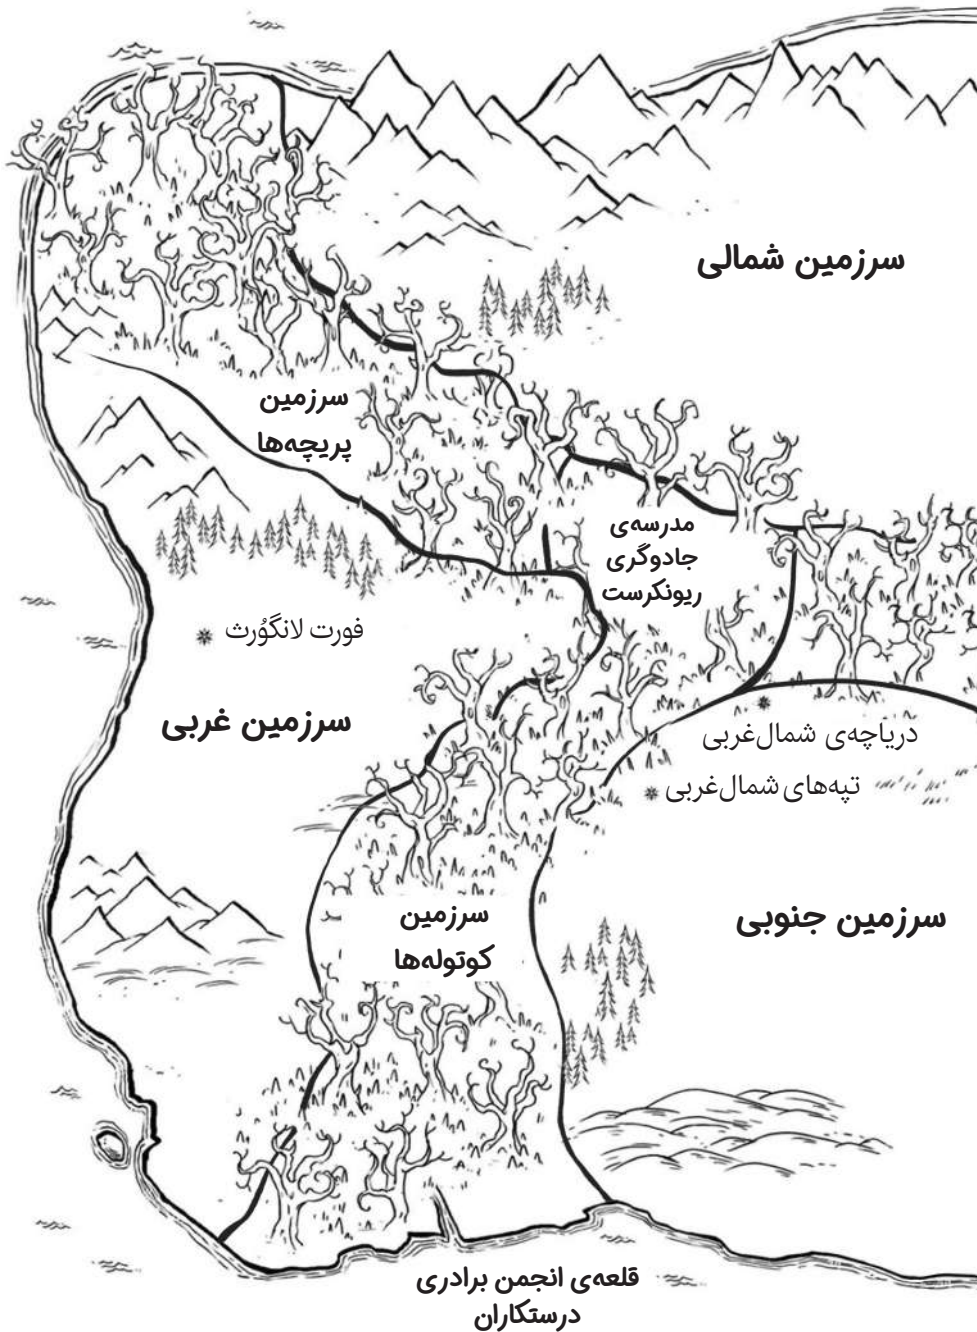 سرزمین شمالی
سرزمین
پریچه‌ها
مدرسه‌ی
جادوگری
ریونکرست
فورت لانگوُرث
سرزمین غربی
دریاچه‌ی شمال‌غربی
تپه‌های شمال‌غربی
سرزمین
کوتوله‌ها
سرزمین جنوبی
قلعه‌ی انجمن برادری
درستکاران